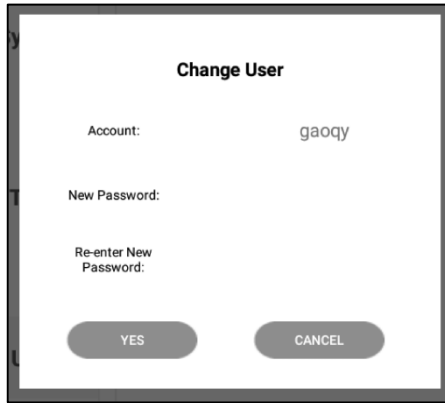 Change User
Account:
gaoqy
New Password:
Re-enter New
Password:
YES
CANCEL